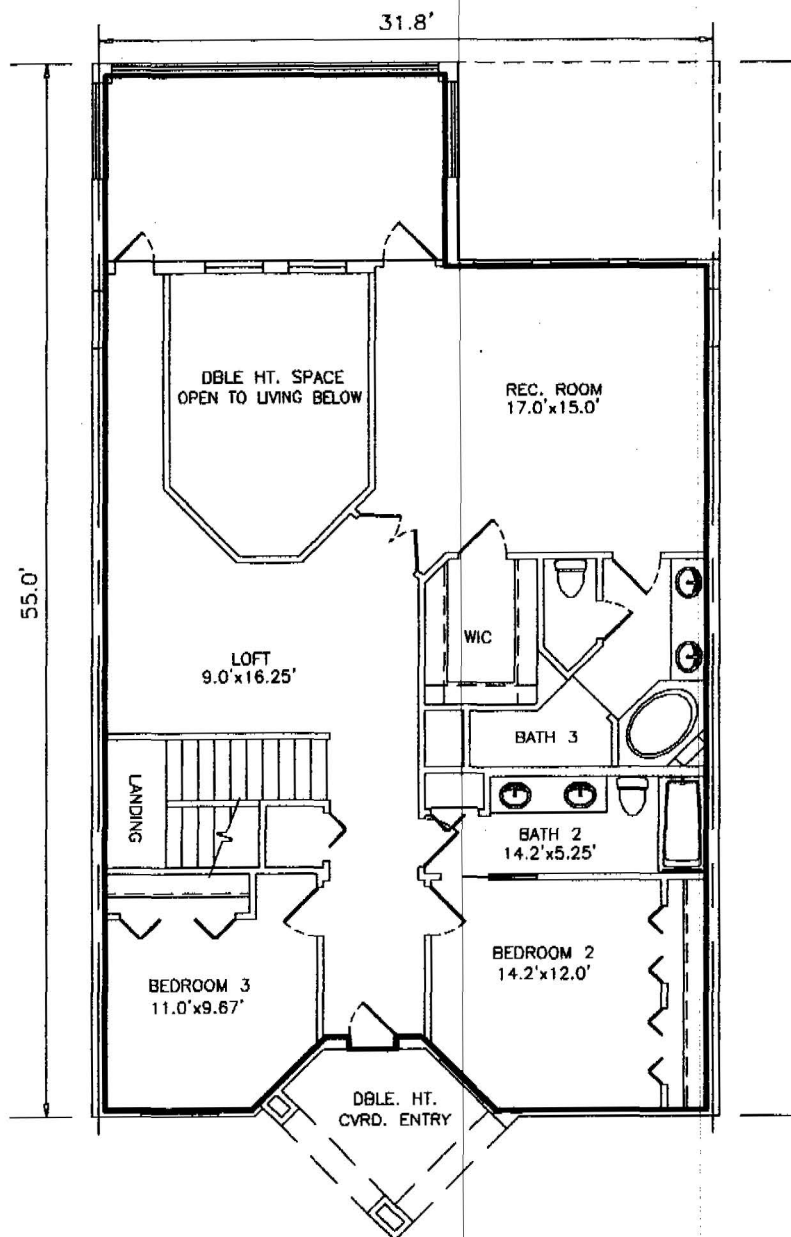 31.8'
55.0'
DBLE HT. SPACE
OPEN TO LIVING BELOW
REC. ROOM
17.0'x15.0'
WIC
LOFT
9.0'x16.25'
BATH 3
LANDING
BATH 2
14.2'x5.25'
BEDROOM 2
14.2'x12.0'
BEDROOM 3
11.0'x9.67'
DBLE. HT.
CVRD. ENTRY